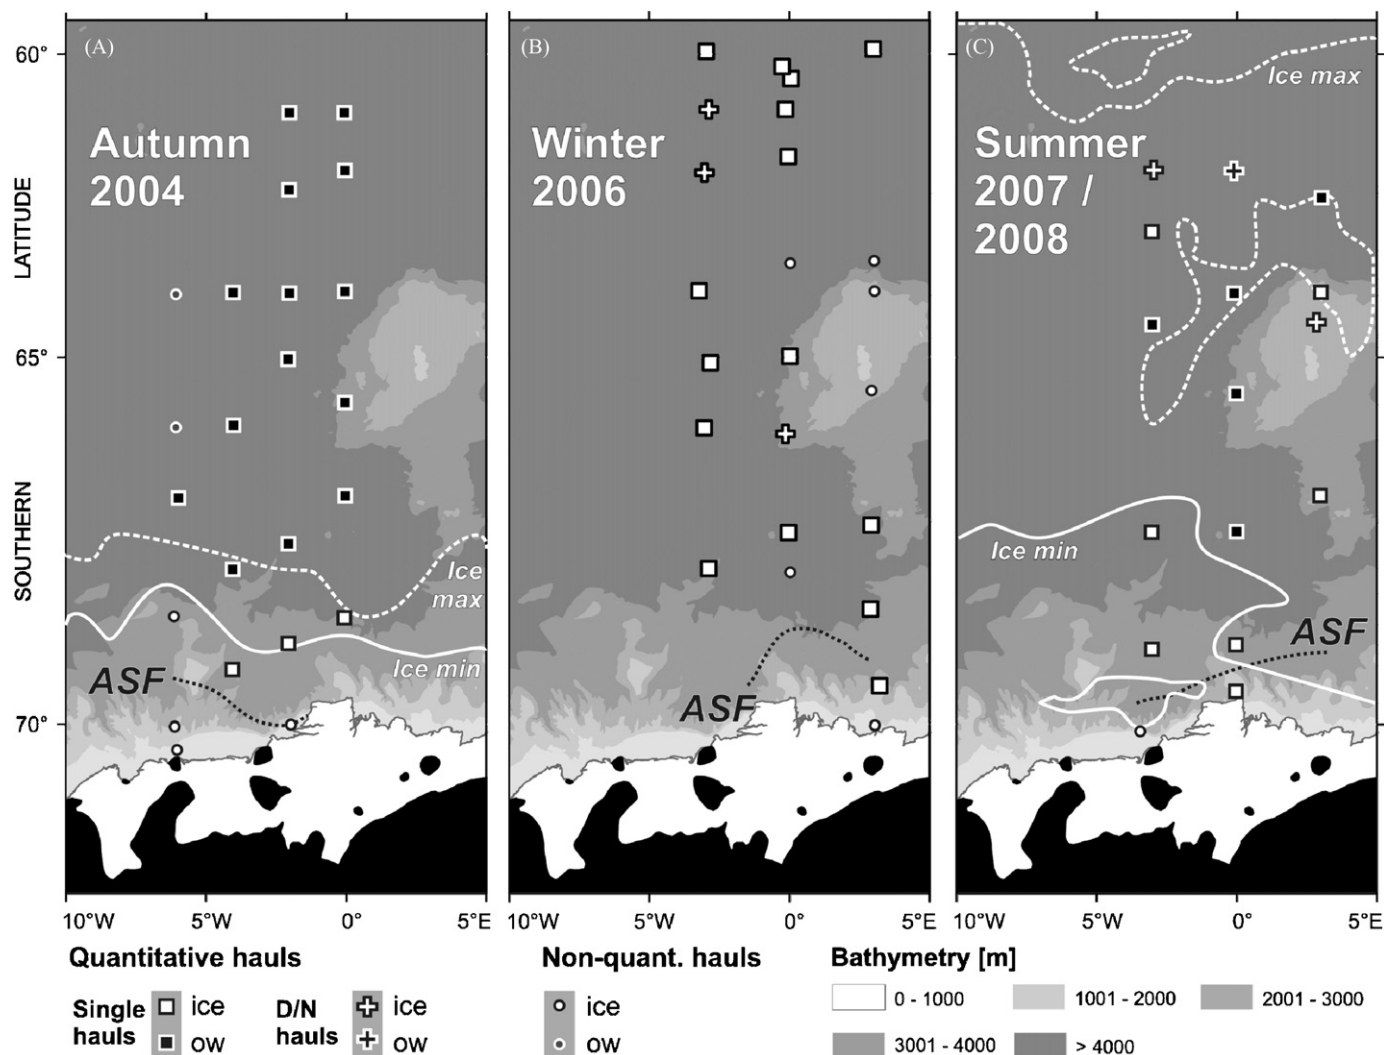 (A)
(B)
(C)
60°
65°
70°
LATITUDE
SOUTHERN
Autumn
2004
Ice
max
Ice min
ASF
Winter
2006
ASF
Ice max
Summer
2007 /
2008
Ice min
ASF
10°W 5°W 0° 5°E
10°W 5°W 0° 5°E
10°W 5°W 0° 5°E
Quantitative hauls
Single
hauls
ice
ow
D/N
hauls
ice
ow
Non-quant. hauls
ice
ow
Bathymetry [m]
0 - 1000
1001 - 2000
2001 - 3000
3001 - 4000
> 4000